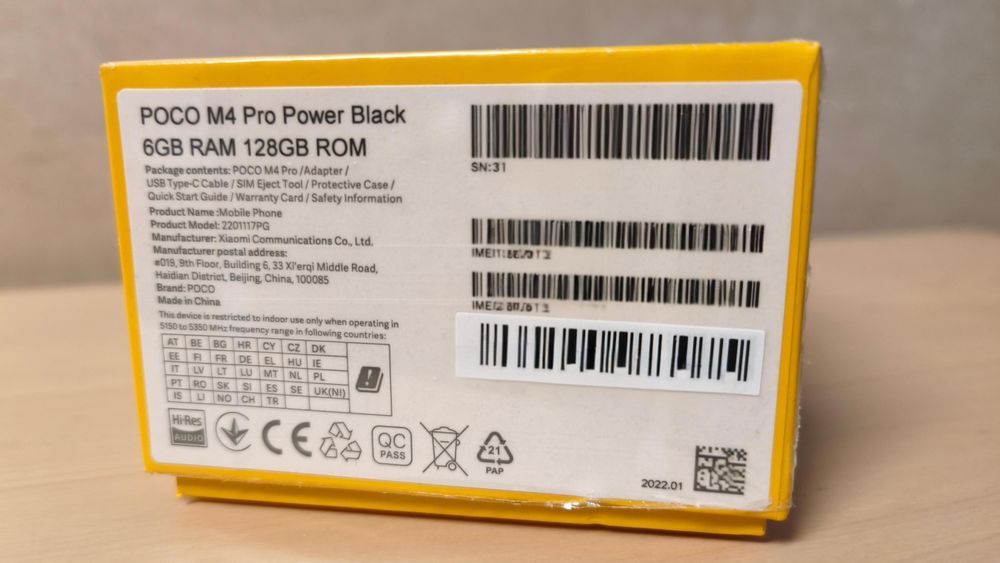 POCO M4 Pro Power Black
6GB RAM 128GB ROM
Package contents: POCO M4 Pro /Adapter/
USB Type-C Cable / SIM Eject Tool / Protective Case /
Quick Start Guide / Warranty Card / Safety Information
Product Name :Mobile Phone
Product Model: 2201117PG
Manufacturer: Xiaomi Communications Co., Ltd.
Manufacturer postal address:
#019, 9th Floor, Building 6, 33 Xi'erqi Middle Road,
Haidian District, Beijing, China, 100085
Brand: POCO
Made in China
This device is restricted to indoor use only when operating in
5150 to 5350 MHz frequency range in following countries:
AT BE BG HR CY CZ DK
EE FI FR DE EL HU IE
IT LV LT LU MT NL PL
PT RO SK SI ES SE UK(NI)
IS LI NO CH TR
Hi-Res
AUDIO
CE
QC
PASS
21
PAP
SN:31
IMEI1:
IMEI2
2022.01